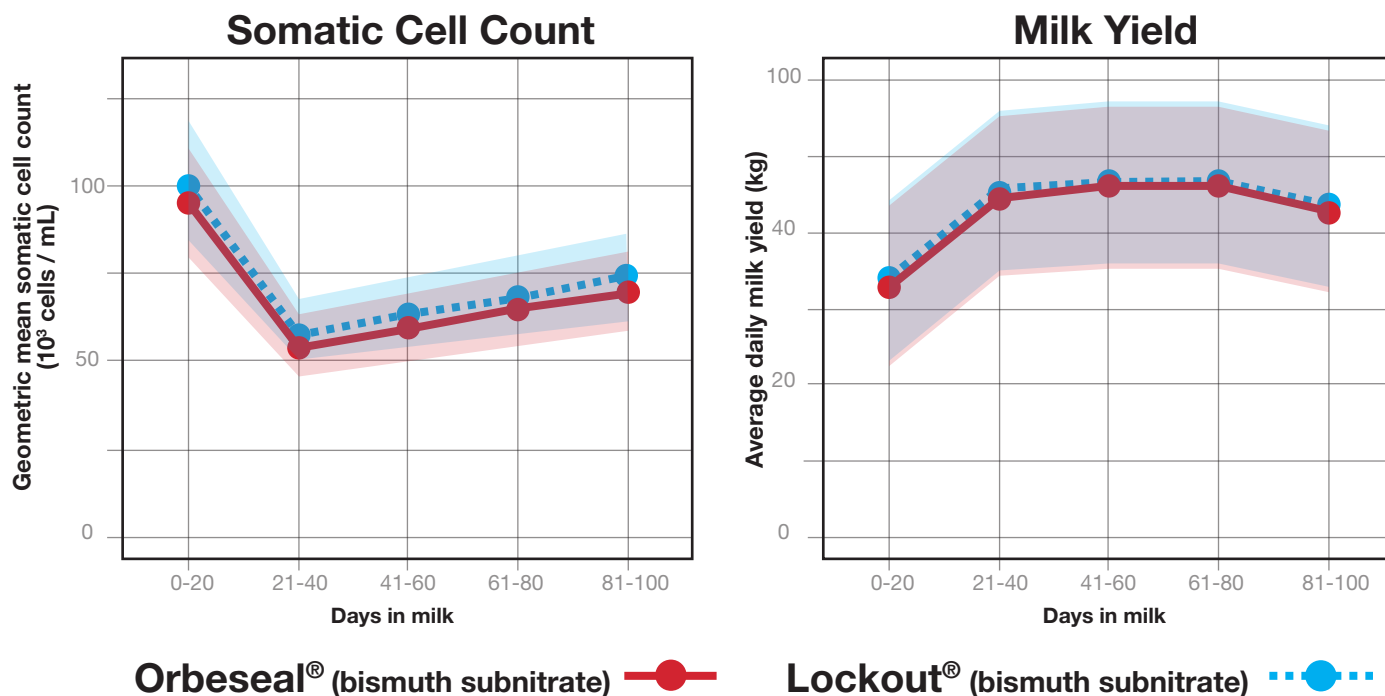 Somatic Cell Count
Geometric mean somatic cell count
(10³ cells / mL)
100
50
0
0-20 21-40 41-60 61-80 81-100
Days in milk
Milk Yield
Average daily milk yield (kg)
100
40
20
0
0-20 21-40 41-60 61-80 81-100
Days in milk
Orbeseal® (bismuth subnitrate)
Lockout® (bismuth subnitrate)